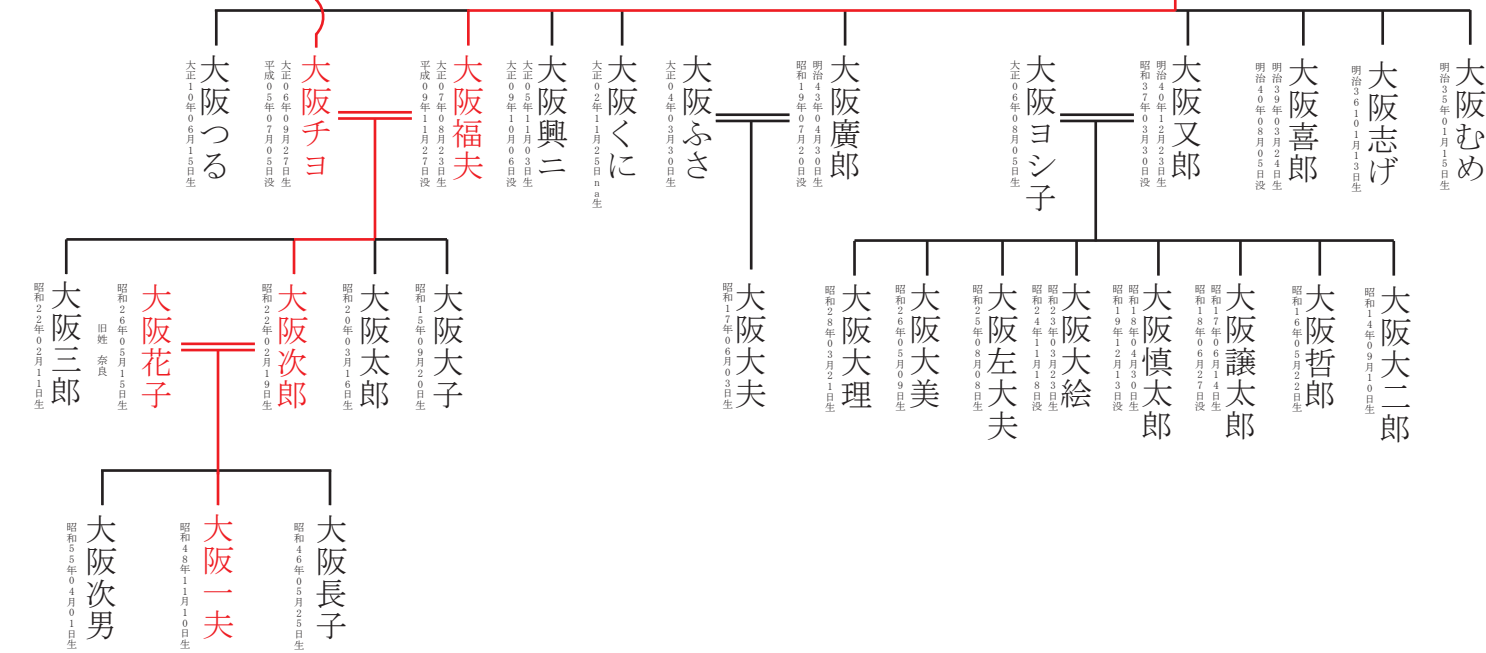 大阪むめ
明治35年01月15日生
大阪志げ
明治3610 1月13日生
大阪喜郎
明治39年03月24日生
明治40年08月05日没
大阪又郎
明治40年12月23日生
昭和37年03月30日没
大阪ヨシ子
大正06年08月05日生
大阪廣郎
明治43年04月30日生
昭和19年07月20日没
大阪ふさ
大正04年03月30日生
大阪くに
大正02年11月25日na生
大阪興ニ
大正05年11月03日生
大正09年10月06日没
大阪福夫
大正07年08月23日生
平成09年11月27日没
大阪チョ
大正06年09月27日生
平成05年07月05日没
大阪つる
大正10年06月15日生
大阪大二郎
昭和14年09月10日生
大阪哲郎
昭和16年05月22日生
大阪譲太郎
昭和17年06月14日生
昭和18年06月27日没
大阪慎太郎
昭和18年04月30日生
昭和19年12月13日没
大阪大絵
昭和23年03月23日生
昭和24年11月18日没
大阪左大夫
昭和25年08月08日生
大阪大美
昭和26年05月09日生
大阪大理
昭和28年03月21日生
大阪大夫
昭和17年06月03日生
大阪大子
昭和15年09月20日生
大阪太郎
昭和20年03月16日生
大阪次郎
昭和22年02月19日生
大阪花子
昭和26年05月15日生
旧姓 奈良
大阪三郎
昭和22年02月11日生
大阪長子
昭和46年05月25日生
大阪一夫
昭和48年11月10日生
大阪次男
昭和55年04月01日生